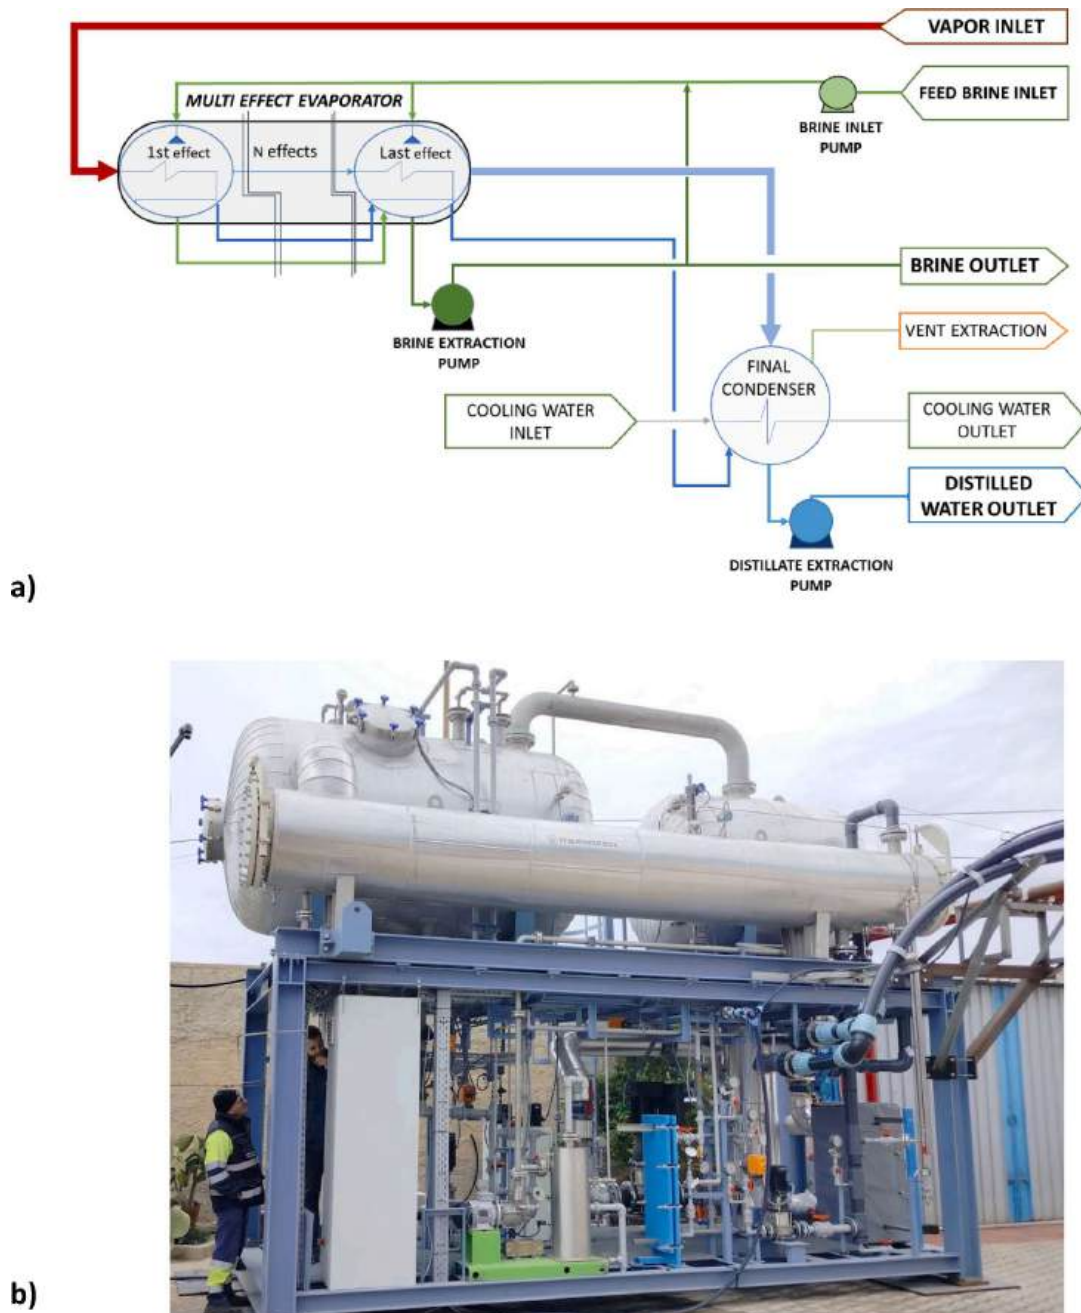 VAPOR INLET
FEED BRINE INLET
BRINE INLET
PUMP
MULTI EFFECT EVAPORATOR
1st effect
N effects
Last effect
BRINE OUTLET
BRINE EXTRACTION
PUMP
VENT EXTRACTION
FINAL
CONDENSER
COOLING WATER
INLET
COOLING WATER
OUTLET
DISTILLED
WATER OUTLET
DISTILLATE EXTRACTION
PUMP
a)
b)